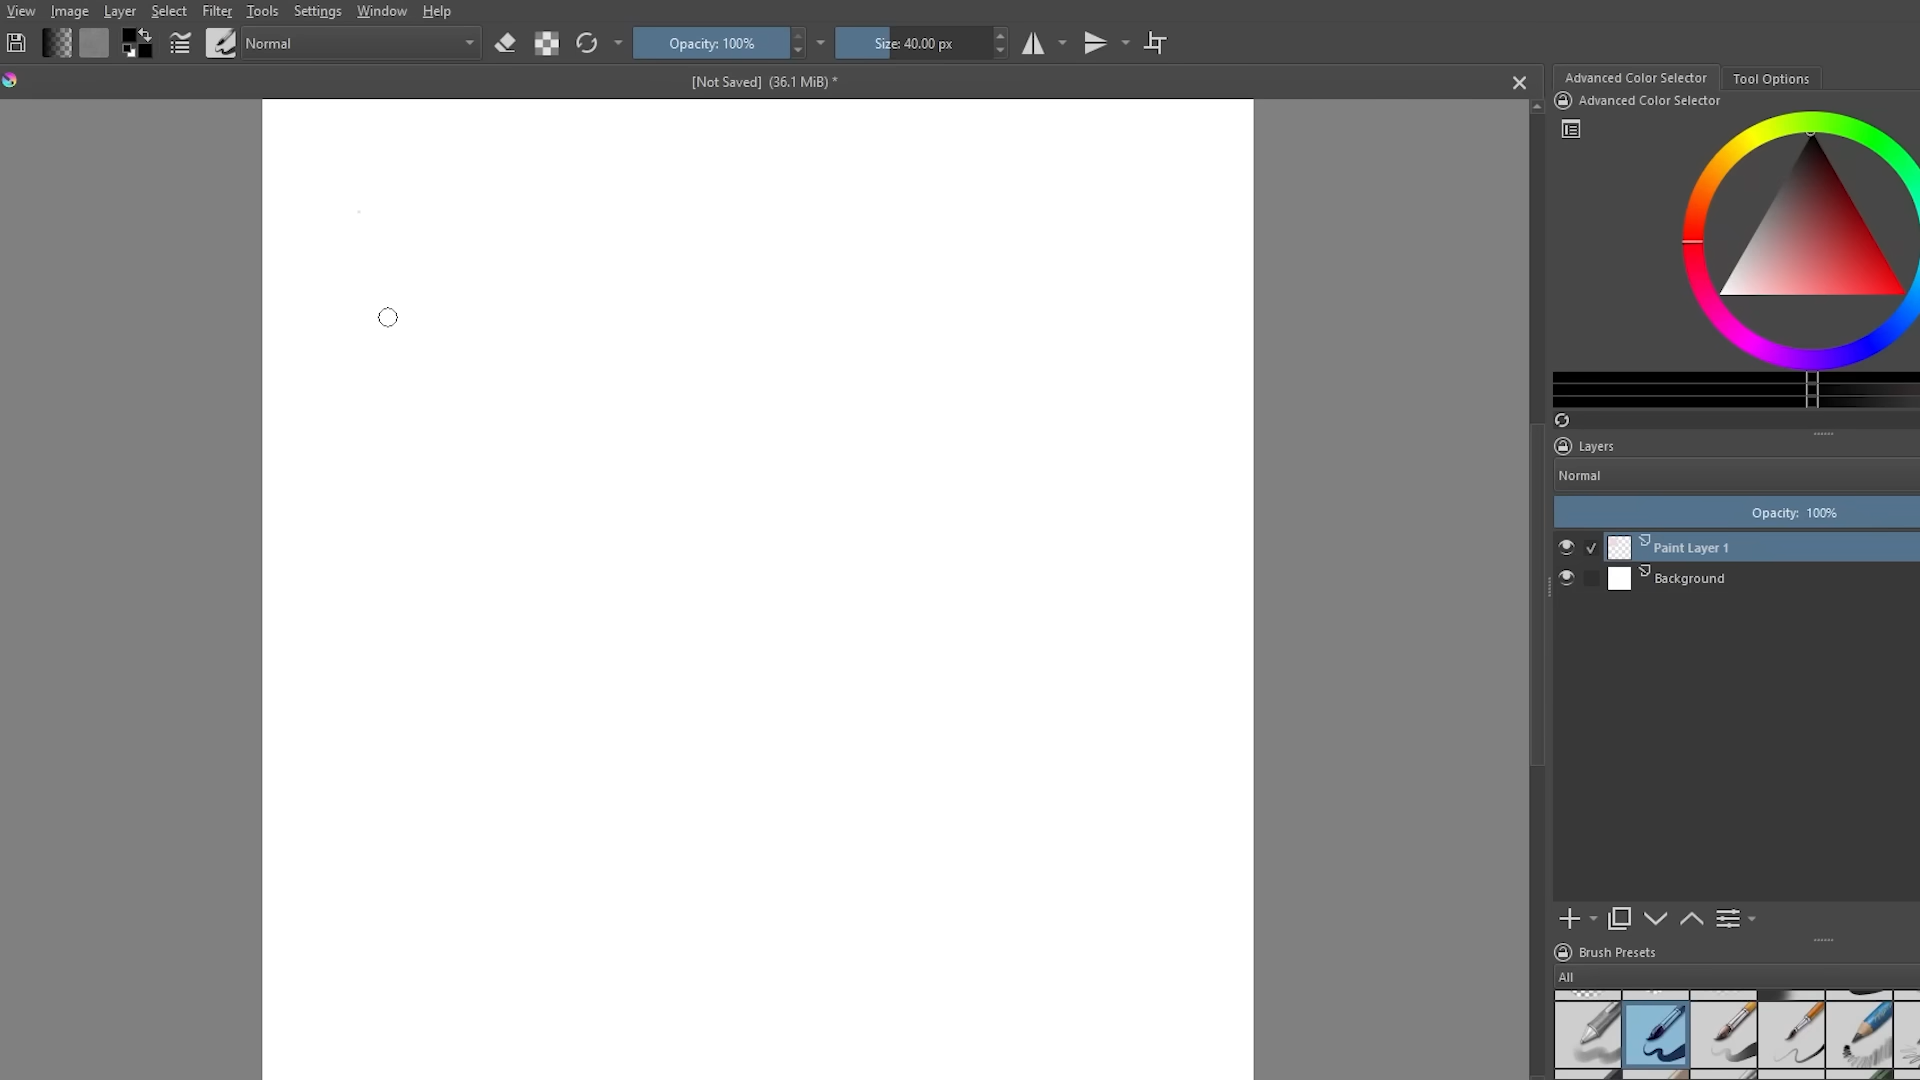 View Image Layer Select Filter Tools Settings Window Help
Normal Opacity: 100% Size: 40.00 px
[Not Saved] (36.1 MiB) *
Advanced Color Selector Tool Options
Advanced Color Selector
Layers
Normal
Opacity: 100%
Paint Layer 1
Background
Brush Presets
All